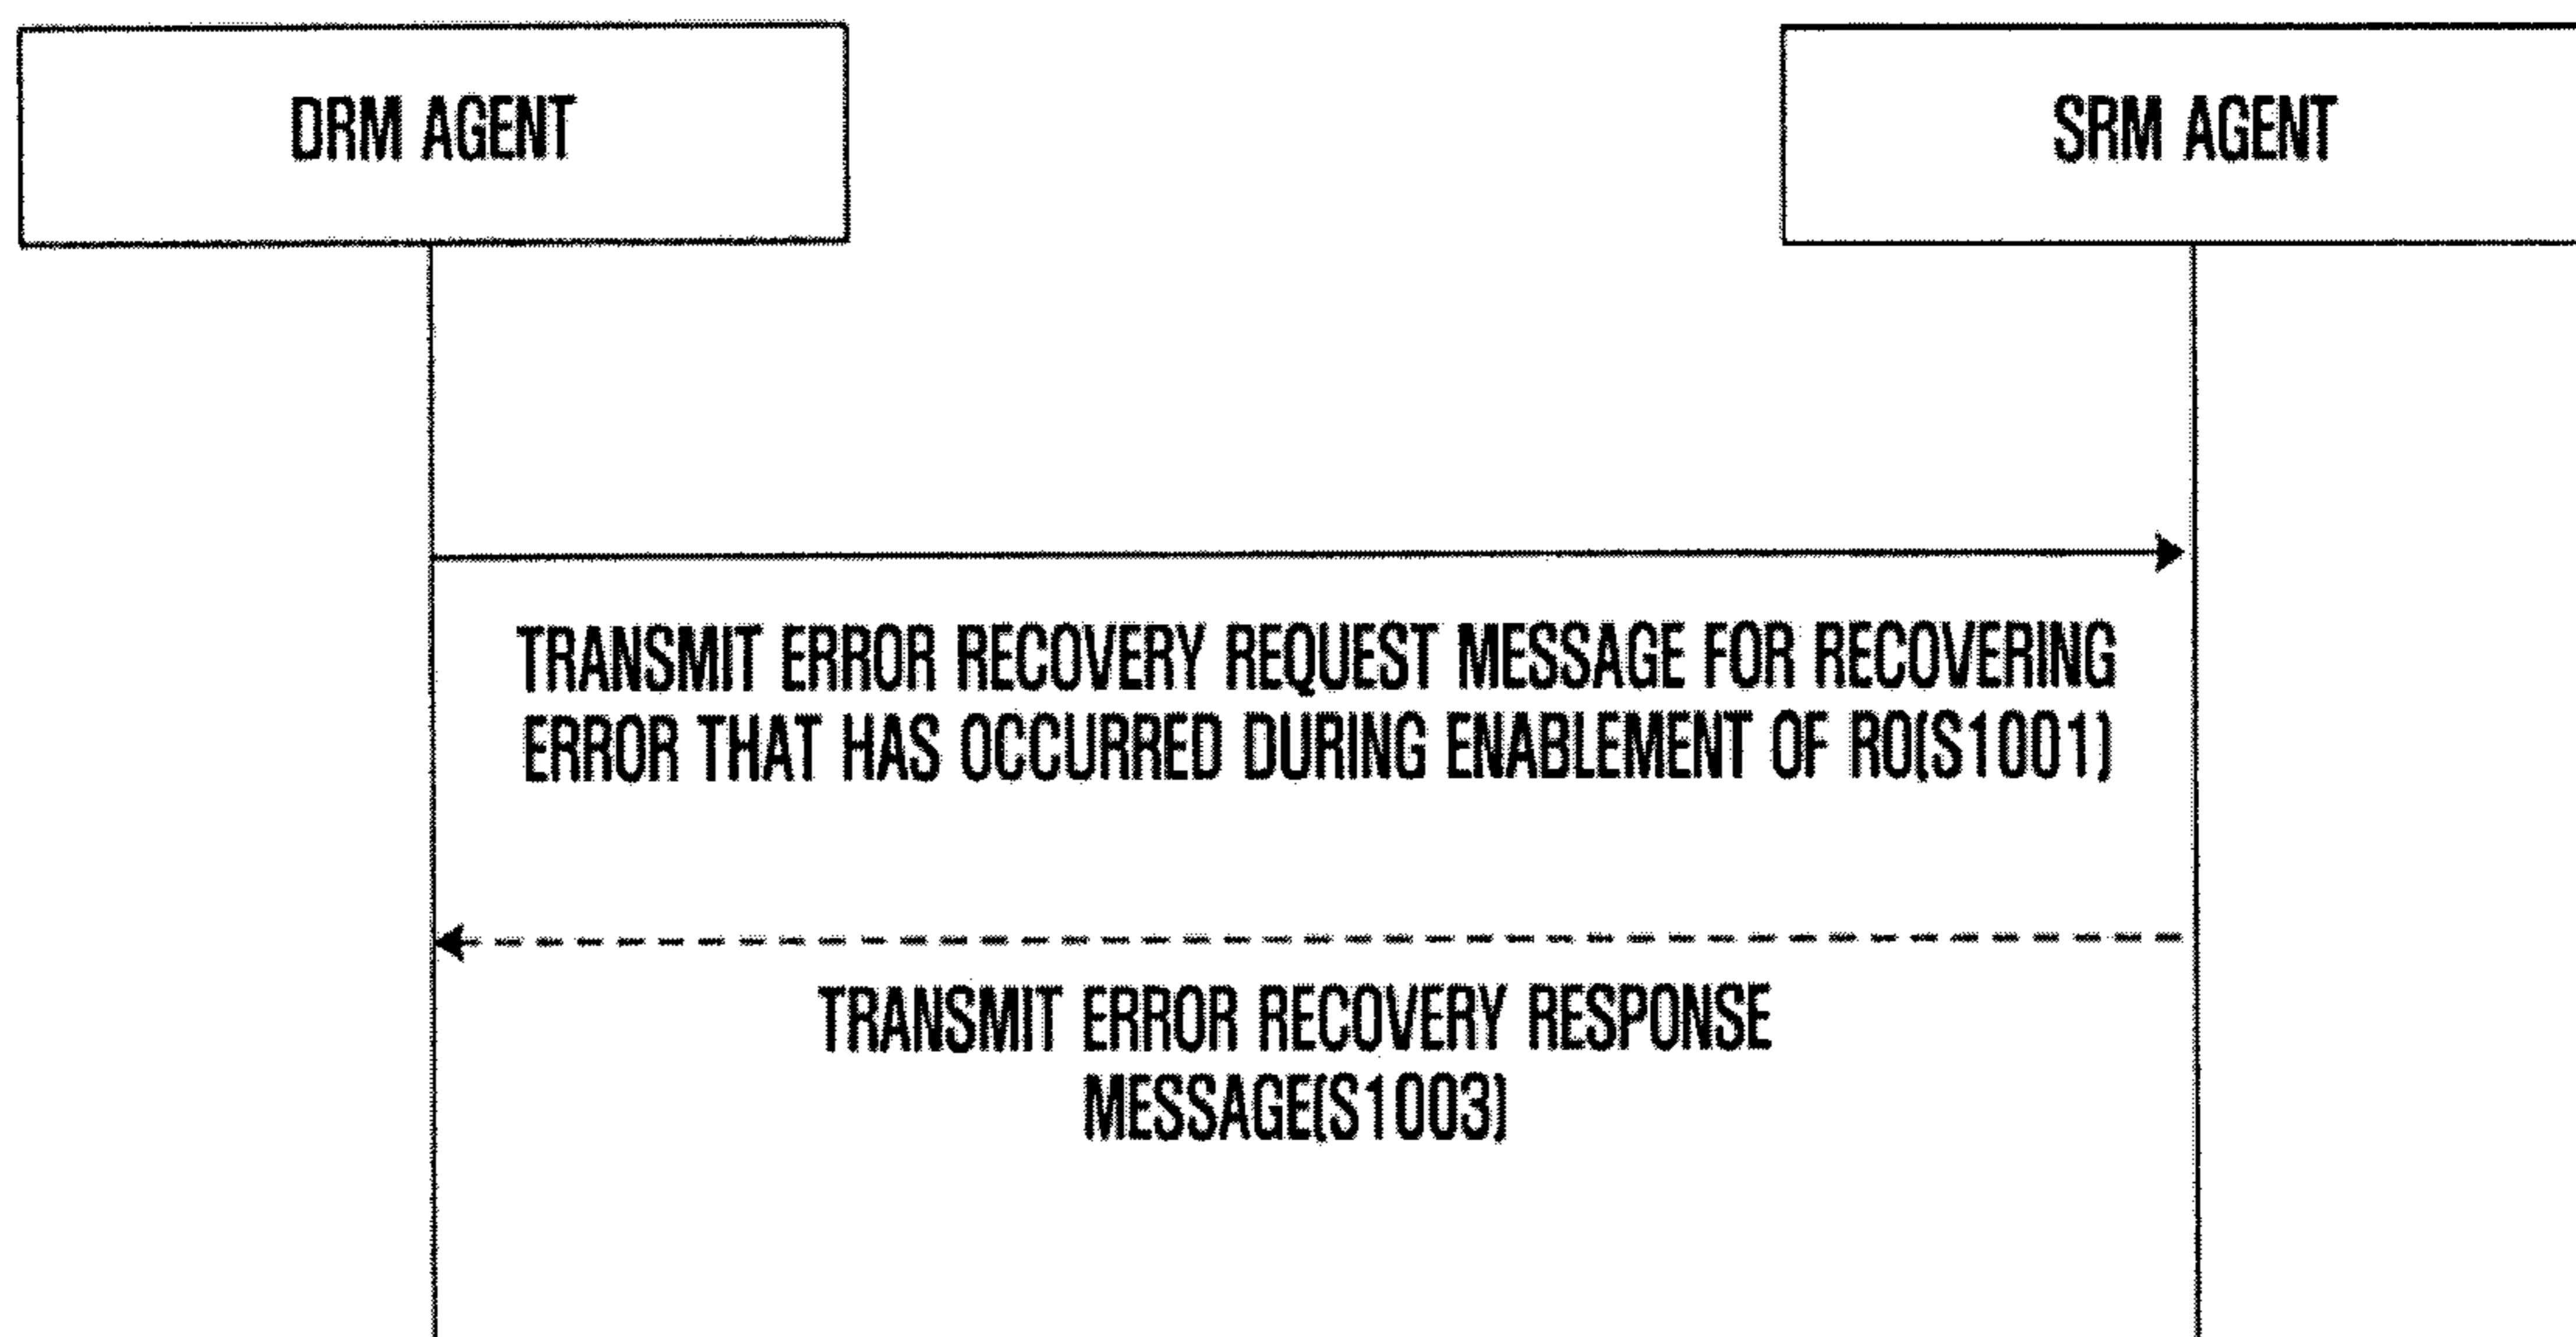 DRM AGENT
SRM AGENT
TRANSMIT ERROR RECOVERY REQUEST MESSAGE FOR RECOVERING
ERROR THAT HAS OCCURRED DURING ENABLEMENT OF RO(S1001)
TRANSMIT ERROR RECOVERY RESPONSE
MESSAGE(S1003)